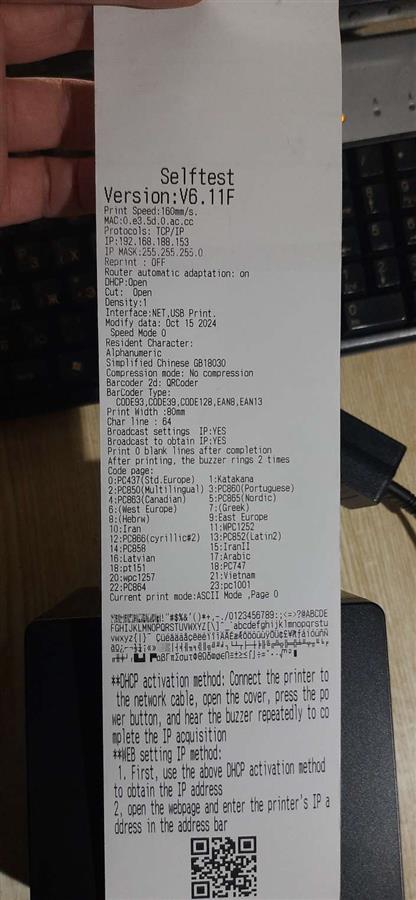 Selftest
Version:V6.11F
Print Speed:160mm/s.
MAC:0.e3.5d.0.ac.cc
Protocols: TCP/IP
IP:192.168.188.153
IP MASK:255.255.255.0
Reprint : OFF
Router automatic adaptation: on
DHCP:Open
Cut:  Open
Density:1
Interface:NET,USB Print.
Modify data: Oct 15 2024
Speed Mode 0
Resident Character:
Alphanumeric
Simplified Chinese GB18030
Compression mode: No compression
Barcoder 2d: QRCoder
BarCoder Type:
CODE93,CODE39,CODE128,EAN8,EAN13
Print Width :80mm
Char line : 64
Broadcast settings  IP:YES
Broadcast to obtain IP:YES
Print 0 blank lines after completion
After printing, the buzzer rings 2 times
Code page:
0:PC437(Std.Europe) 1:Katakana
2:PC850(Multilingual) 3:PC860(Portuguese)
4:PC863(Canadian) 5:PC865(Nordic)
6:(West Europe) 7:(Greek)
8:(Hebrw) 9:East Europe
10:Iran 11:WPC1252
12:PC866(cyrillic#2) 13:PC852(Latin2)
14:PC858 15:IranII
16:Latvian 17:Arabic
18:pt151 18:PC747
20:wpc1257 21:Vietnam
22:PC864 23:pc1001
Current print mode:ASCII Mode ,Page 0
!"#$%&'()*+,-./0123456789:;<=>?@ABCDE
FGHIJKLMNOPQRSTUVWXYZ[\]^_`abcdefghijklmnopqrstu
vwxyz{|}~
**DHCP activation method: Connect the printer to
the network cable, open the cover, press the po
wer button, and hear the buzzer repeatedly to co
mplete the IP acquisition
**WEB setting IP method:
1. First, use the above DHCP activation method
to obtain the IP address
2, open the webpage and enter the printer's IP a
ddress in the address bar